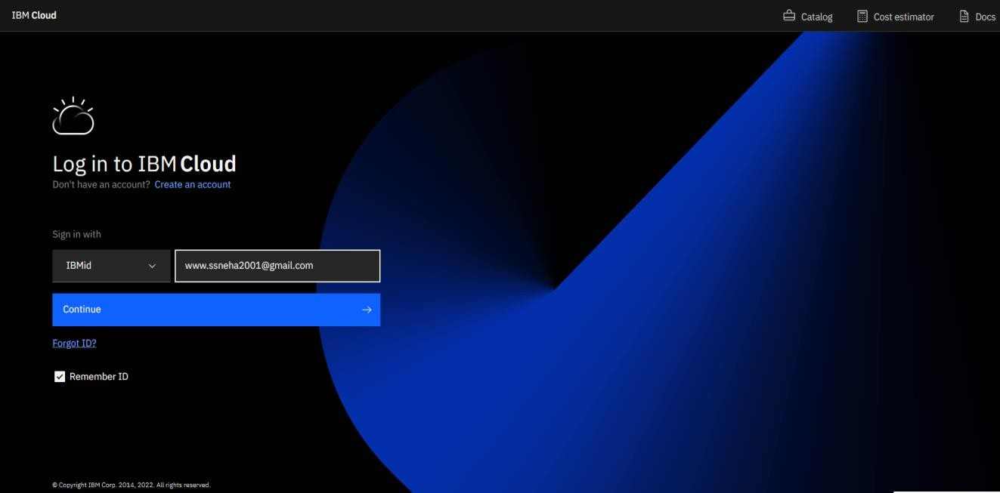 IBM Cloud
Catalog
Cost estimator
Docs
Log in to IBM Cloud
Don't have an account? Create an account
Sign in with
IBMid
www.ssneha2001@gmail.com
Continue
Forgot ID?
Remember ID
© Copyright IBM Corp. 2014, 2022. All rights reserved.